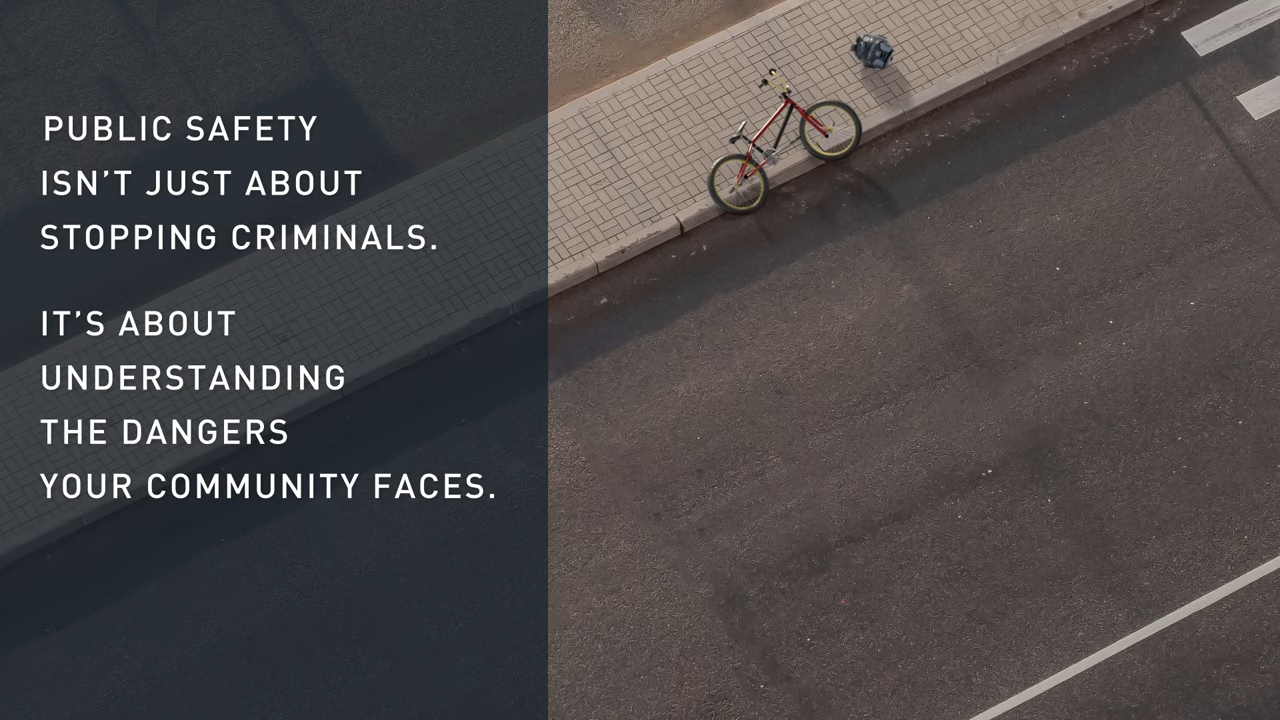 PUBLIC SAFETY
ISN’T JUST ABOUT
STOPPING CRIMINALS.
IT’S ABOUT
UNDERSTANDING
THE DANGERS
YOUR COMMUNITY FACES.